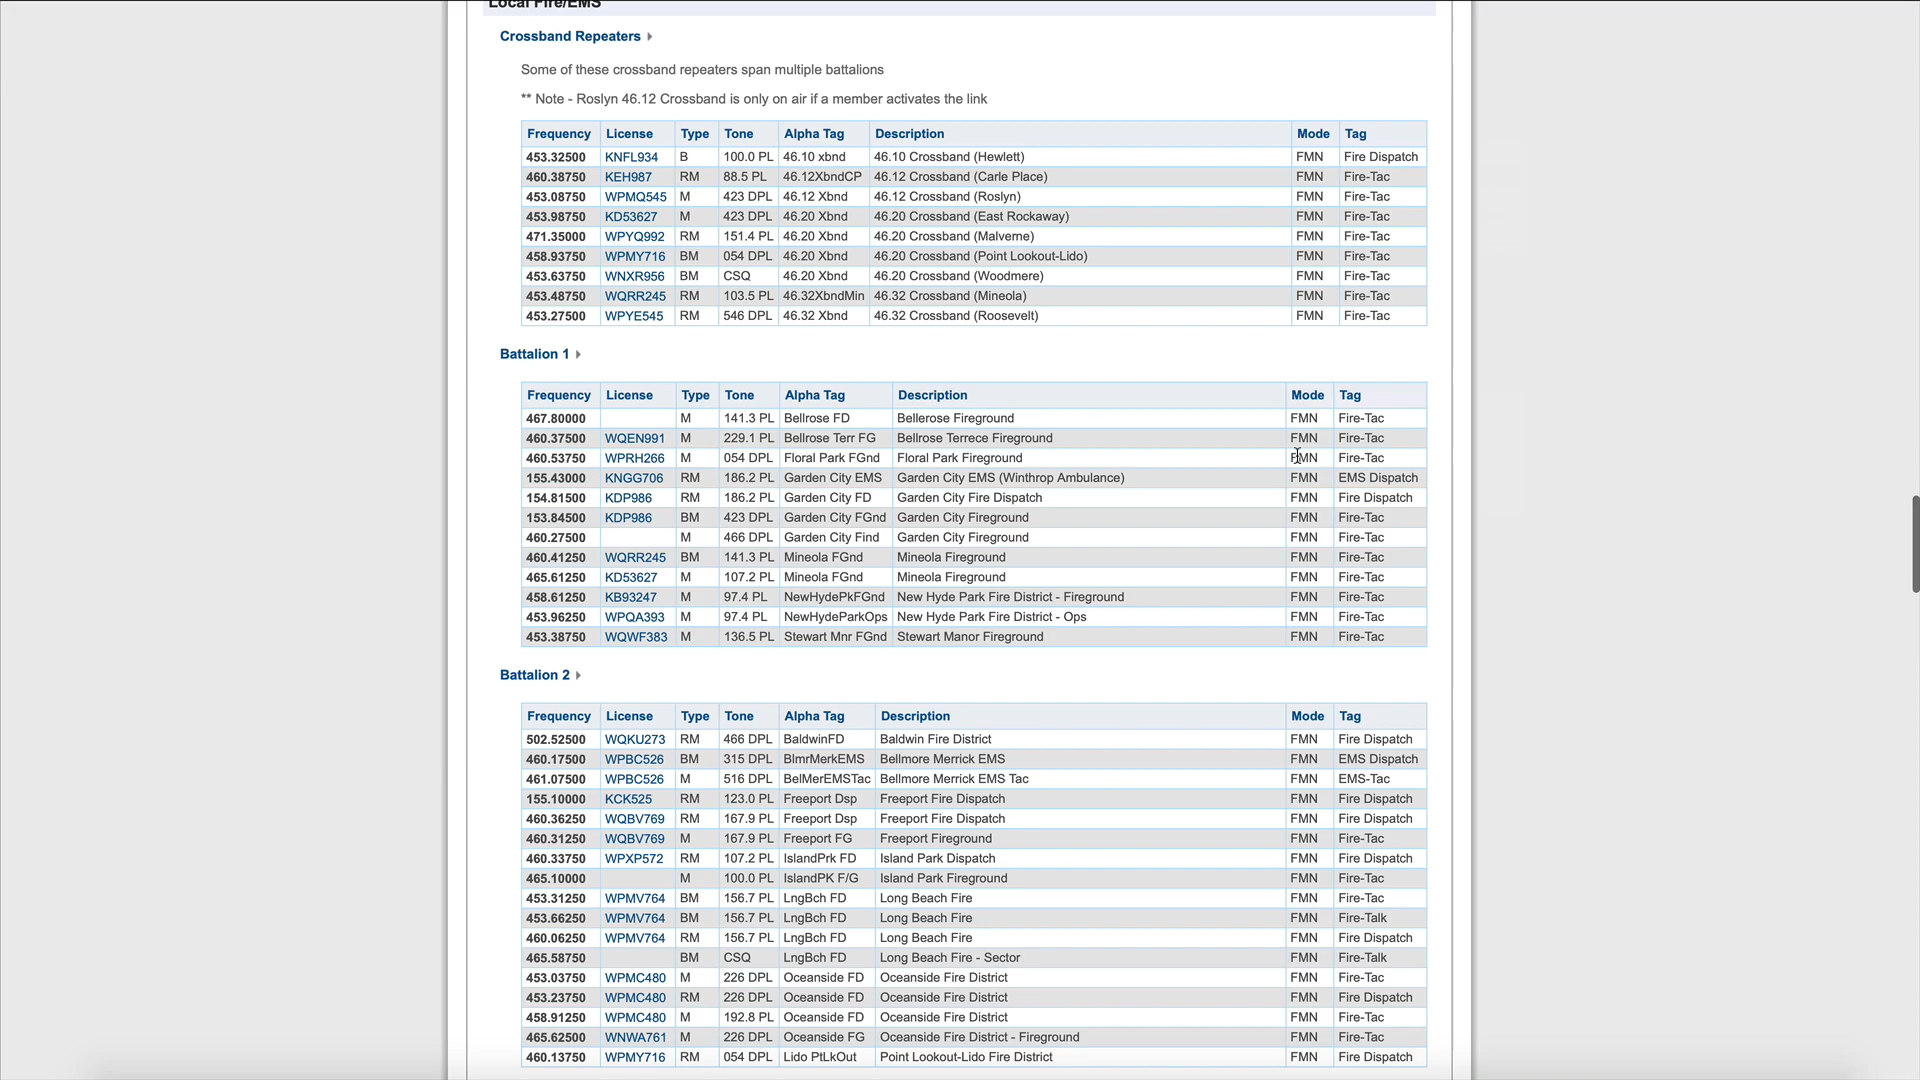 Local Fire/EMS
Crossband Repeaters
Some of these crossband repeaters span multiple battalions
** Note - Roslyn 46.12 Crossband is only on air if a member activates the link
Frequency License Type Tone Alpha Tag Description Mode Tag
453.32500 KNFL934 B 100.0 PL 46.10 xbnd 46.10 Crossband (Hewlett) FMN Fire Dispatch
460.38750 KEH987 RM 88.5 PL 46.12XbndCP 46.12 Crossband (Carle Place) FMN Fire-Tac
453.08750 WPMQ545 M 423 DPL 46.12 Xbnd 46.12 Crossband (Roslyn) FMN Fire-Tac
453.98750 KD53627 M 423 DPL 46.20 Xbnd 46.20 Crossband (East Rockaway) FMN Fire-Tac
471.35000 WPYQ992 RM 151.4 PL 46.20 Xbnd 46.20 Crossband (Malverne) FMN Fire-Tac
458.93750 WPMY716 BM 054 DPL 46.20 Xbnd 46.20 Crossband (Point Lookout-Lido) FMN Fire-Tac
453.63750 WNXR956 BM CSQ 46.20 Xbnd 46.20 Crossband (Woodmere) FMN Fire-Tac
453.48750 WQRR245 RM 103.5 PL 46.32XbndMin 46.32 Crossband (Mineola) FMN Fire-Tac
453.27500 WPYE545 RM 546 DPL 46.32 Xbnd 46.32 Crossband (Roosevelt) FMN Fire-Tac
Battalion 1
Frequency License Type Tone Alpha Tag Description Mode Tag
467.80000 M 141.3 PL Bellrose FD Bellerose Fireground FMN Fire-Tac
460.37500 WQEN991 M 229.1 PL Bellrose Terr FG Bellrose Terrece Fireground FMN Fire-Tac
460.53750 WPRH266 M 054 DPL Floral Park FGnd Floral Park Fireground FMN Fire-Tac
155.43000 KNGG706 RM 186.2 PL Garden City EMS Garden City EMS (Winthrop Ambulance) FMN EMS Dispatch
154.81500 KDP986 RM 186.2 PL Garden City FD Garden City Fire Dispatch FMN Fire Dispatch
153.84500 KDP986 BM 423 DPL Garden City FGnd Garden City Fireground FMN Fire-Tac
460.27500 M 466 DPL Garden City Find Garden City Fireground FMN Fire-Tac
460.41250 WQRR245 BM 141.3 PL Mineola FGnd Mineola Fireground FMN Fire-Tac
465.61250 KD53627 M 107.2 PL Mineola FGnd Mineola Fireground FMN Fire-Tac
458.61250 KB93247 M 97.4 PL NewHydePkFGnd New Hyde Park Fire District - Fireground FMN Fire-Tac
453.96250 WPQA393 M 97.4 PL NewHydeParkOps New Hyde Park Fire District - Ops FMN Fire-Tac
453.38750 WQWF383 M 136.5 PL Stewart Mnr FGnd Stewart Manor Fireground FMN Fire-Tac
Battalion 2
Frequency License Type Tone Alpha Tag Description Mode Tag
502.52500 WQKU273 RM 466 DPL BaldwinFD Baldwin Fire District FMN Fire Dispatch
460.17500 WPBC526 BM 315 DPL BlmrMerkEMS Bellmore Merrick EMS FMN EMS Dispatch
461.07500 WPBC526 M 516 DPL BelMerEMSTac Bellmore Merrick EMS Tac FMN EMS-Tac
155.10000 KCK525 RM 123.0 PL Freeport Dsp Freeport Fire Dispatch FMN Fire Dispatch
460.36250 WQBV769 RM 167.9 PL Freeport Dsp Freeport Fire Dispatch FMN Fire Dispatch
460.31250 WQBV769 M 167.9 PL Freeport FG Freeport Fireground FMN Fire-Tac
460.33750 WPXP572 RM 107.2 PL IslandPrk FD Island Park Dispatch FMN Fire Dispatch
465.10000 M 100.0 PL IslandPK F/G Island Park Fireground FMN Fire-Tac
453.31250 WPMV764 BM 156.7 PL LngBch FD Long Beach Fire FMN Fire-Tac
453.66250 WPMV764 BM 156.7 PL LngBch FD Long Beach Fire FMN Fire-Talk
460.06250 WPMV764 RM 156.7 PL LngBch FD Long Beach Fire FMN Fire Dispatch
465.58750 BM CSQ LngBch FD Long Beach Fire - Sector FMN Fire-Talk
453.03750 WPMC480 M 226 DPL Oceanside FD Oceanside Fire District FMN Fire-Tac
453.23750 WPMC480 RM 226 DPL Oceanside FD Oceanside Fire District FMN Fire Dispatch
458.91250 WPMC480 M 192.8 PL Oceanside FD Oceanside Fire District FMN Fire-Tac
465.62500 WNWA761 M 226 DPL Oceanside FG Oceanside Fire District - Fireground FMN Fire-Tac
460.13750 WPMY716 RM 054 DPL Lido PtLkOut Point Lookout-Lido Fire District FMN Fire Dispatch